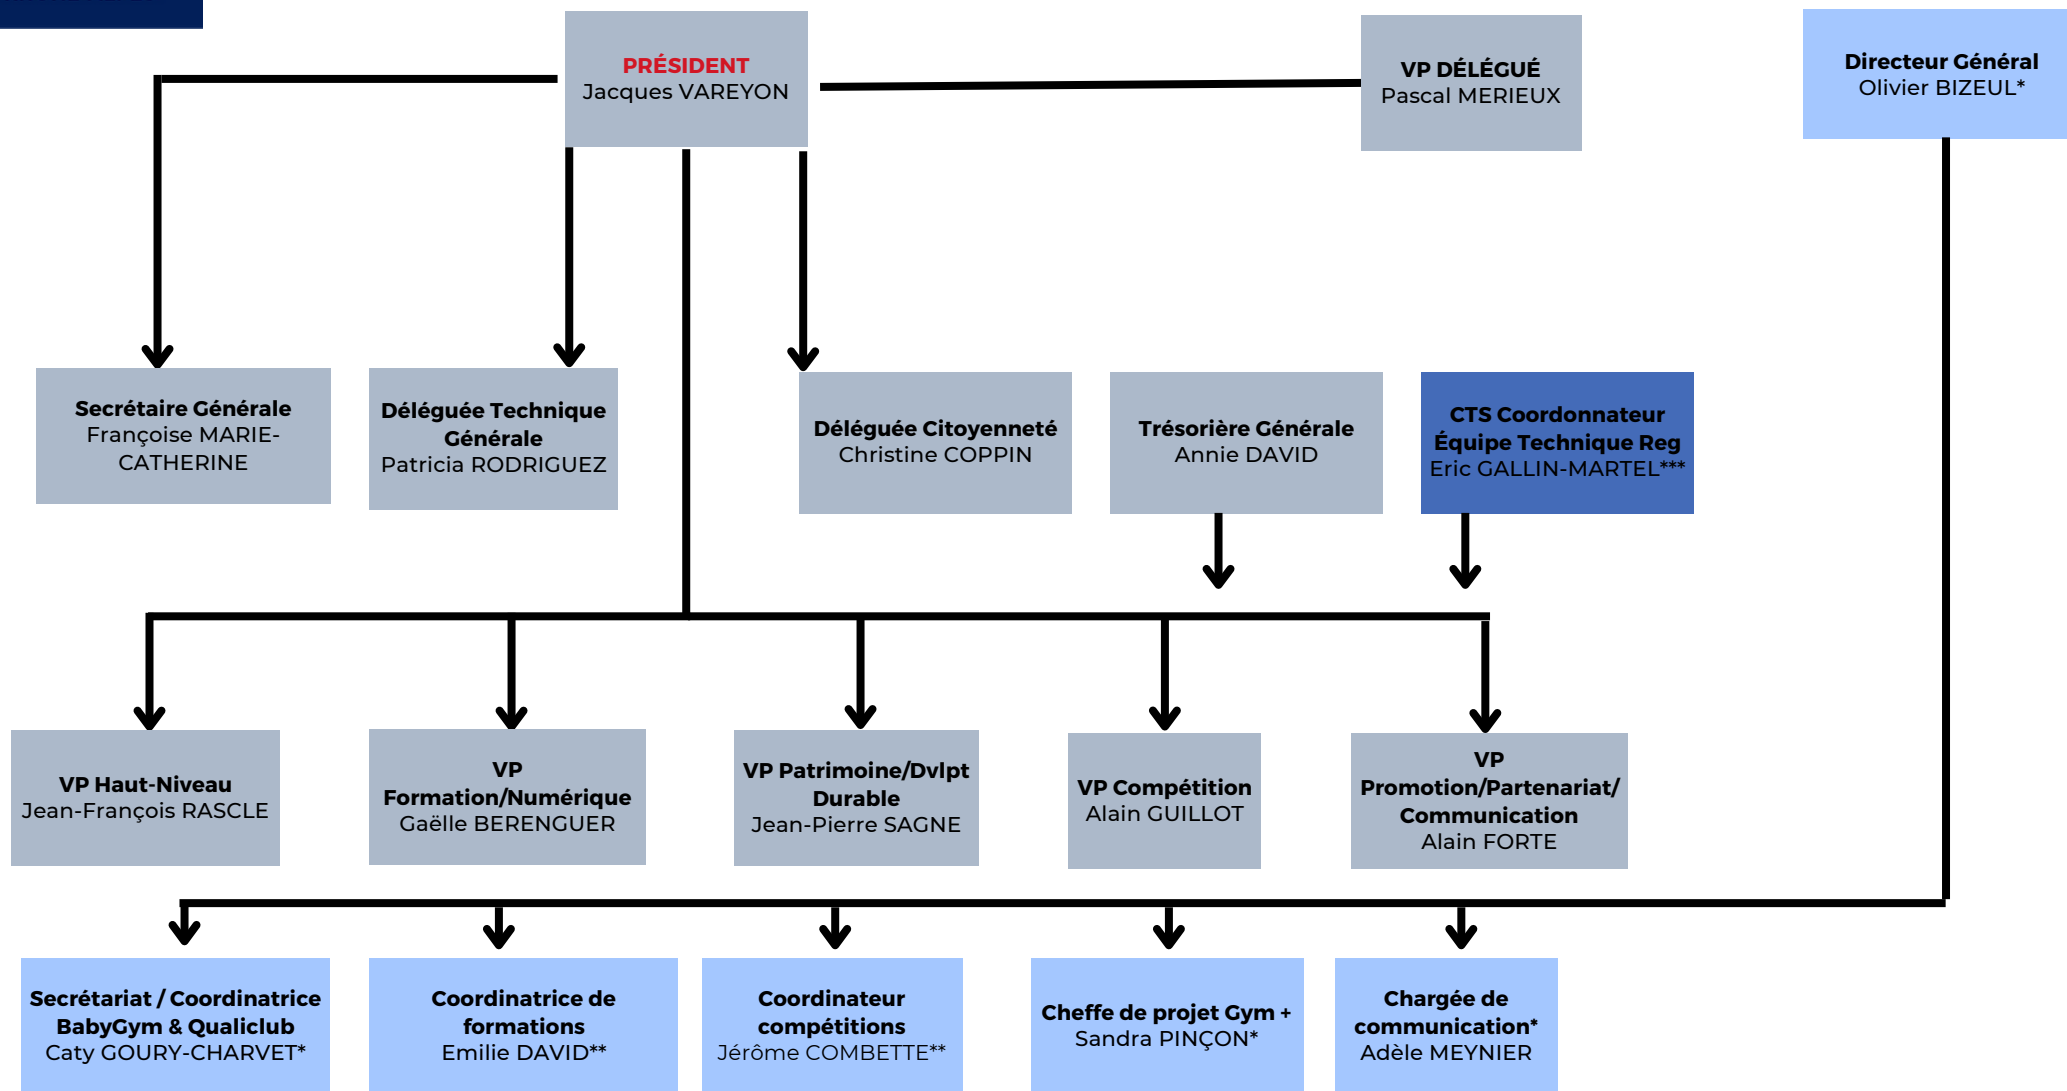 PRÉSIDENT
Jacques VAREYON
VP DÉLÉGUÉ
Pascal MERIEUX
Directeur Général
Olivier BIZEUL*
Secrétaire Générale
Françoise MARIE-
CATHERINE
Déléguée Technique
Générale
Patricia RODRIGUEZ
Déléguée Citoyenneté
Christine COPPIN
Trésorière Générale
Annie DAVID
CTS Coordonnateur
Équipe Technique Reg
Eric GALLIN-MARTEL***
VP Haut-Niveau
Jean-François RASCLE
VP
Formation/Numérique
Gaëlle BERENGUER
VP Patrimoine/Dvlpt
Durable
Jean-Pierre SAGNE
VP Compétition
Alain GUILLOT
VP
Promotion/Partenariat/
Communication
Alain FORTE
Secrétariat / Coordinatrice
BabyGym & Qualiclub
Caty GOURY-CHARVET*
Coordinatrice de
formations
Emilie DAVID**
Coordinateur
compétitions
Jérôme COMBETTE**
Cheffe de projet Gym +
Sandra PINÇON*
Chargée de
communication*
Adèle MEYNIER